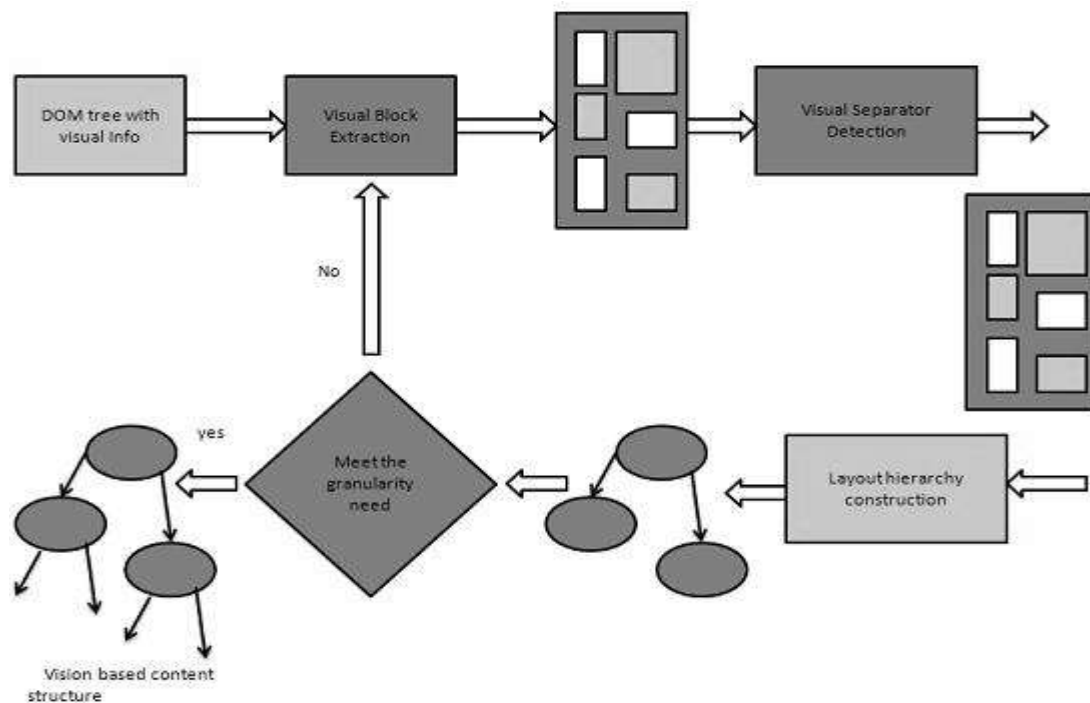 DOM tree with
visual Info
Visual Block
Extraction
Visual Separator
Detection
No
yes
Meet the
granularity
need
Layout hierarchy
construction
Vision based content
structure